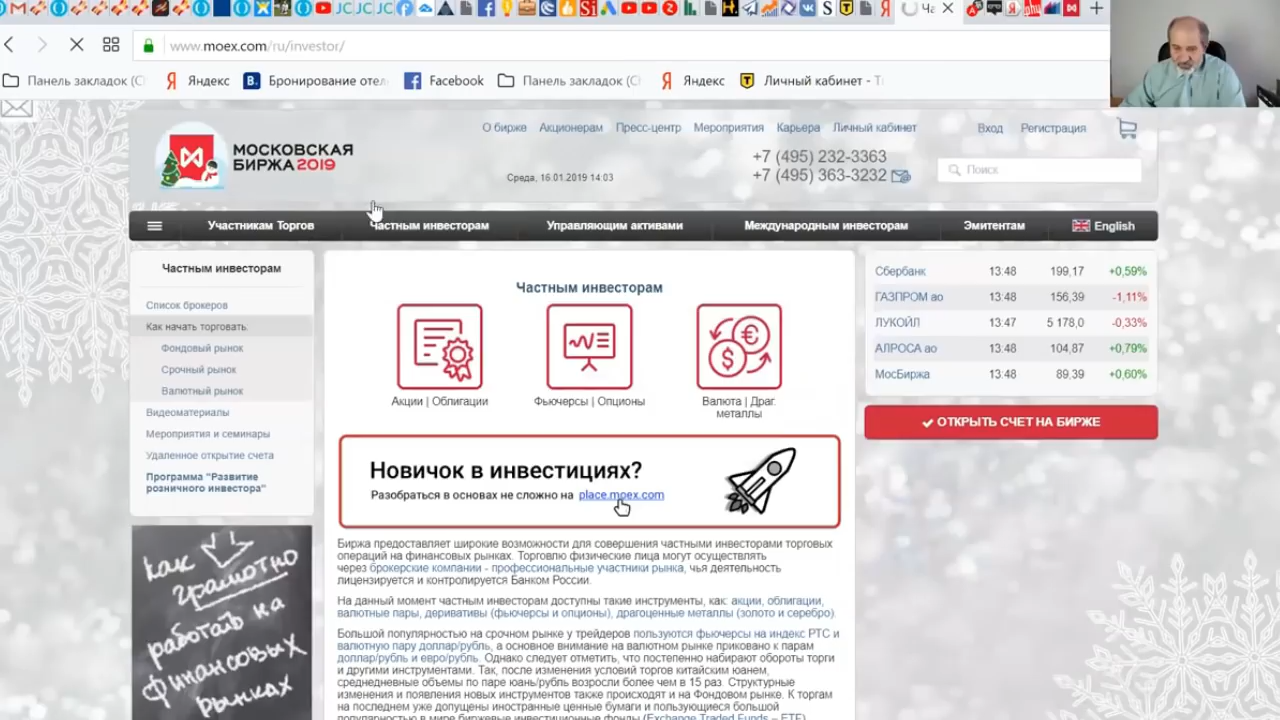 www.moex.com/ru/investor/
Панель закладок (С
Яндекс
Бронирование отел
Facebook
Панель закладок (С
Яндекс
Личный кабинет - Т
МОСКОВСКАЯ
БИРЖА2019
О бирже Акционерам Пресс-центр Мероприятия Карьера Личный кабинет
Вход Регистрация
Среда, 16.01.2019 14:03
+7 (495) 232-3363
+7 (495) 363-3232
Поиск
Участникам Торгов Частным инвесторам Управляющим активами Международным инвесторам Эмитентам English
Частным инвесторам
Список брокеров
Как начать торговать.
Фондовый рынок
Срочный рынок
Валютный рынок
Видеоматериалы
Мероприятия и семинары
Удаленное открытие счета
Программа "Развитие
розничного инвестора"
как
грамотно
работать на
финансовых
рынках
Частным инвесторам
Акции | Облигации
Фьючерсы | Опционы
Валюта | Драг.
металлы
Новичок в инвестициях?
Разобраться в основах не сложно на place.moex.com
Биржа предоставляет широкие возможности для совершения частными инвесторами торговых
операций на финансовых рынках. Торговлю физические лица могут осуществлять
через брокерские компании - профессиональные участники рынка, чья деятельность
лицензируется и контролируется Банком России.
На данный момент частным инвесторам доступны такие инструменты, как: акции, облигации,
валютные пары, деривативы (фьючерсы и опционы), драгоценные металлы (золото и серебро).
Большой популярностью на срочном рынке у трейдеров пользуются фьючерсы на индекс РТС и
валютную пару доллар/рубль, а основное внимание на валютном рынке приковано к парам
доллар/рубль и евро/рубль. Однако следует отметить, что постепенно набирают обороты торги
и другими инструментами. Так, после изменения условий торгов китайским юанем,
среднедневные объемы по паре юань/рубль возросли более чем в 15 раз. Структурные
изменения и появления новых инструментов также происходят и на Фондовом рынке. К торгам
на последнем уже допущены иностранные ценные бумаги и пользующиеся большой
популярностью в мире биржевые инвестиционные фонды (Exchange Traded Funds – ETF)
Сбербанк 13:48 199,17 +0,59%
ГАЗПРОМ ао 13:48 156,39 -1,11%
ЛУКОЙЛ 13:47 5 178,0 -0,33%
АЛРОСА ао 13:48 104,87 +0,79%
МосБиржа 13:48 89,39 +0,60%
ОТКРЫТЬ СЧЕТ НА БИРЖЕ